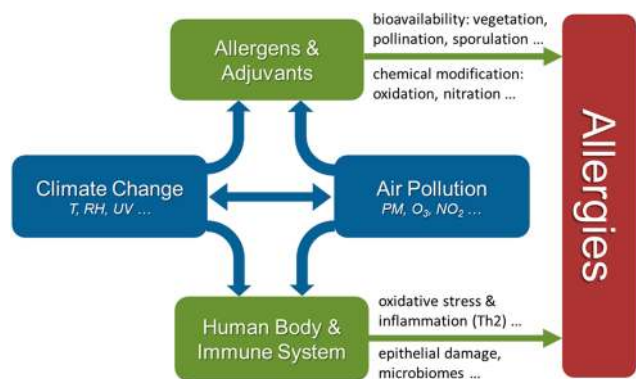 Allergens &
Adjuvants
bioavailability: vegetation,
pollination, sporulation ...
chemical modification:
oxidation, nitration ...
Climate Change
T, RH, UV ...
Air Pollution
PM, O₃, NO₂ ...
Human Body &
Immune System
oxidative stress &
inflammation (Th2) ...
epithelial damage,
microbiomes ...
Allergies